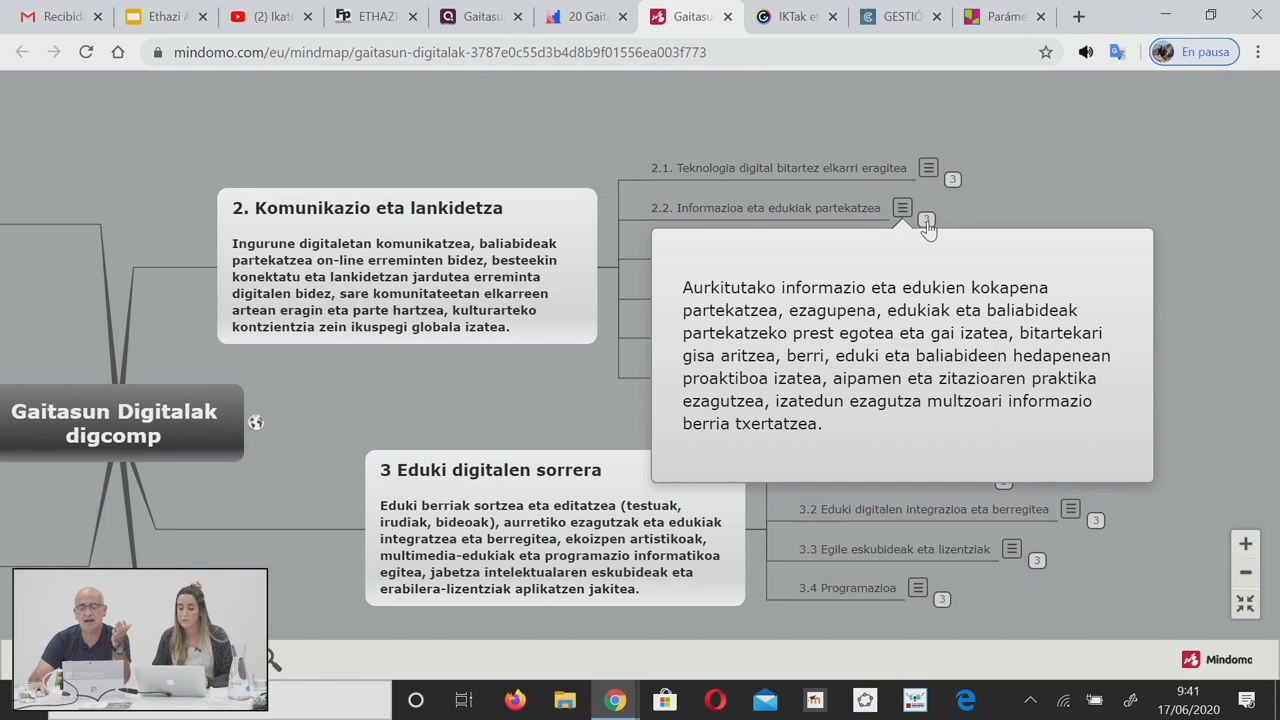 Recibid
Ethazi A
(2) Ikate
ETHAZI
Gaitasu
20 Gait
Gaitasu
IKTak et
GESTIÓ
Paráme
mindomo.com/eu/mindmap/gaitasun-digitalak-3787e0c55d3b4d8b9f01556ea003f773
En pausa
2. Komunikazio eta lankidetza
Ingurune digitaletan komunikatzea, baliabideak
partekatzea on-line erreminten bidez, besteekin
konektatu eta lankidetzan jardutea erreminta
digitalen bidez, sare komunitateetan elkarreen
artean eragin eta parte hartzea, kulturarteko
kontzientzia zein ikuspegi globala izatea.
2.1. Teknologia digital bitartez elkarri eragitea
3
2.2. Informazioa eta edukiak partekatzea
3
Aurkitutako informazio eta edukien kokapena
partekatzea, ezagupena, edukiak eta baliabideak
partekatzeko prest egotea eta gai izatea, bitartekari
gisa aritzea, berri, eduki eta baliabideen hedapenean
proaktiboa izatea, aipamen eta zitazioaren praktika
ezagutzea, izatedun ezagutza multzoari informazio
berria txertatzea.
Gaitasun Digitalak
digcomp
3 Eduki digitalen sorrera
Eduki berriak sortzea eta editatzea (testuak,
irudiak, bideoak), aurretiko ezagutzak eta edukiak
integratzea eta berregitea, ekoizpen artistikoak,
multimedia-edukiak eta programazio informatikoa
egitea, jabetza intelektualaren eskubideak eta
erabilera-lizentziak aplikatzen jakitea.
3.2 Eduki digitalen integrazioa eta berregitea
3
3.3 Egile eskubideak eta lizentziak
3
3.4 Programazioa
3
Mindomo
9:41
17/06/2020